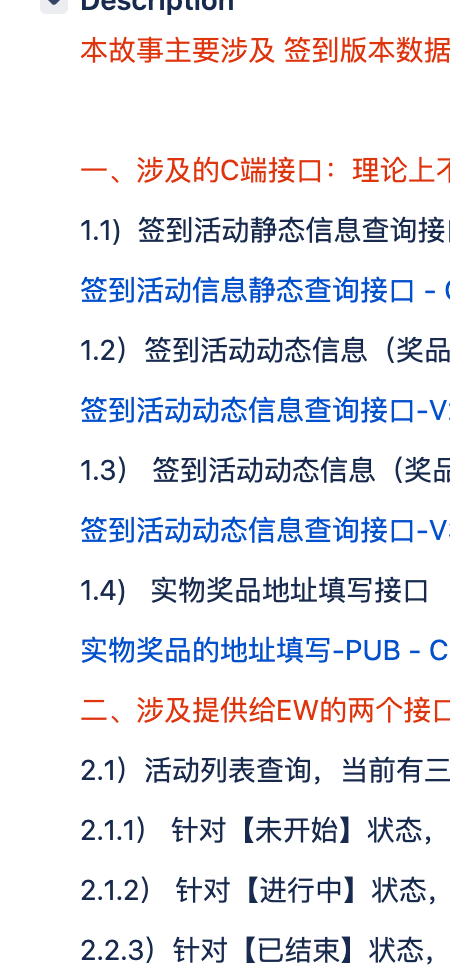 Description
本故事主要涉及 签到版本数据
一、涉及的C端接口：理论上不
1.1）签到活动静态信息查询接口
签到活动信息静态查询接口 - C
1.2）签到活动动态信息（奖品
签到活动动态信息查询接口-V
1.3） 签到活动动态信息（奖品
签到活动动态信息查询接口-V
1.4） 实物奖品地址填写接口
实物奖品的地址填写-PUB - C
二、涉及提供给EW的两个接口
2.1）活动列表查询，当前有三
2.1.1） 针对【未开始】状态，
2.1.2） 针对【进行中】状态，
2.2.3）针对【已结束】状态，